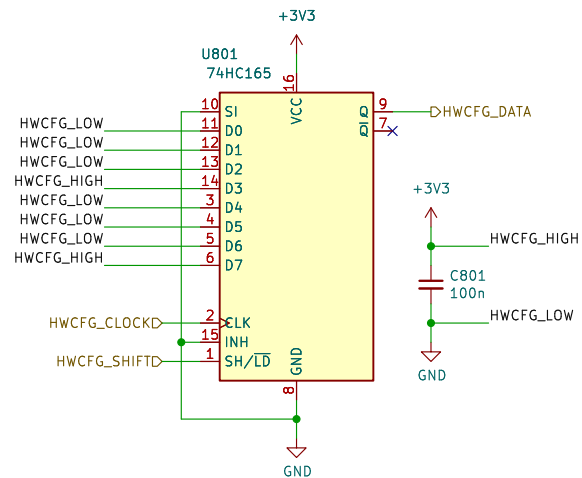 +3V3
U801
74HC165
16
VCC
10 SI Q 9 HWCFG_DATA
HWCFG_LOW 11 D0 Q 7
HWCFG_LOW 12 D1
HWCFG_LOW 13 D2
HWCFG_HIGH 14 D3
HWCFG_LOW 3 D4
HWCFG_LOW 4 D5
HWCFG_LOW 5 D6
HWCFG_HIGH 6 D7
HWCFG_CLOCK 2 CLK
15 INH
HWCFG_SHIFT 1 SH/LD
GND
8
GND
+3V3
HWCFG_HIGH
C801
100n
HWCFG_LOW
GND